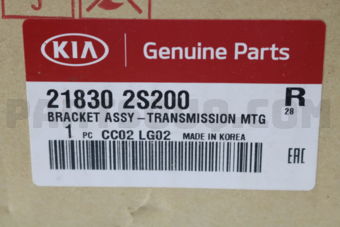 KIA Genuine Parts
21830 2S200 R
28
BRACKET ASSY-TRANSMISSION MTG
1 PC CC02 LG02 MADE IN KOREA
EAC